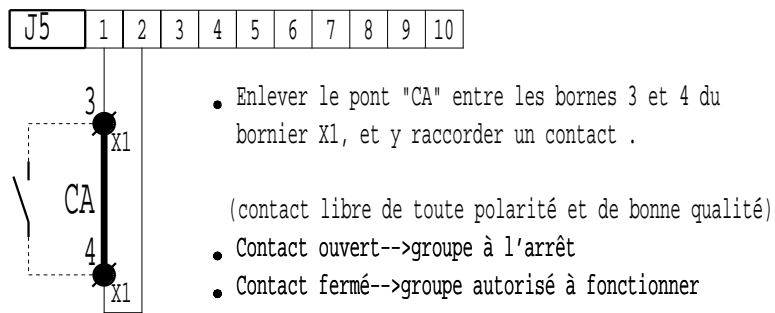 J5 1 2 3 4 5 6 7 8 9 10
3
X1
CA
4
X1
Enlever le pont "CA" entre les bornes 3 et 4 du
bornier X1, et y raccorder un contact .
(contact libre de toute polarité et de bonne qualité)
Contact ouvert-->groupe à l'arrêt
Contact fermé-->groupe autorisé à fonctionner